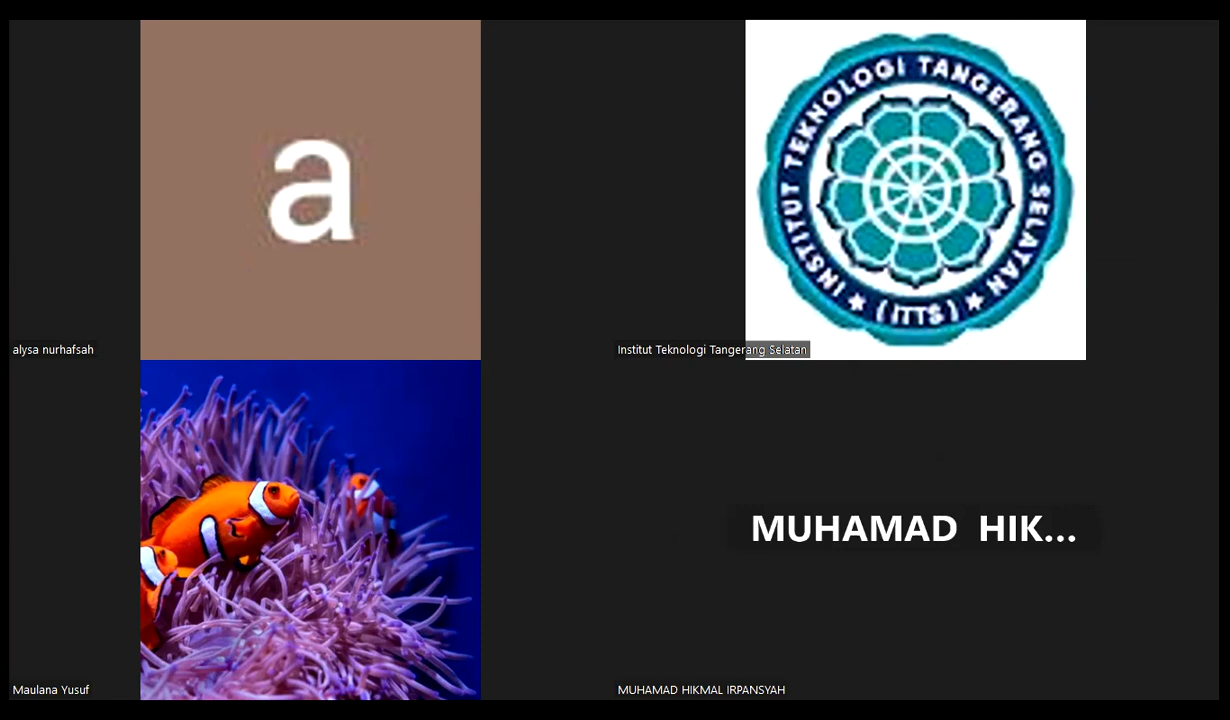 a
alysa nurhafsah
INSTITUT TEKNOLOGI TANGERANG SELATAN
( ITTS )
Institut Teknologi Tangerang Selatan
Maulana Yusuf
MUHAMAD HIK...
MUHAMAD HIKMAL IRPANSYAH